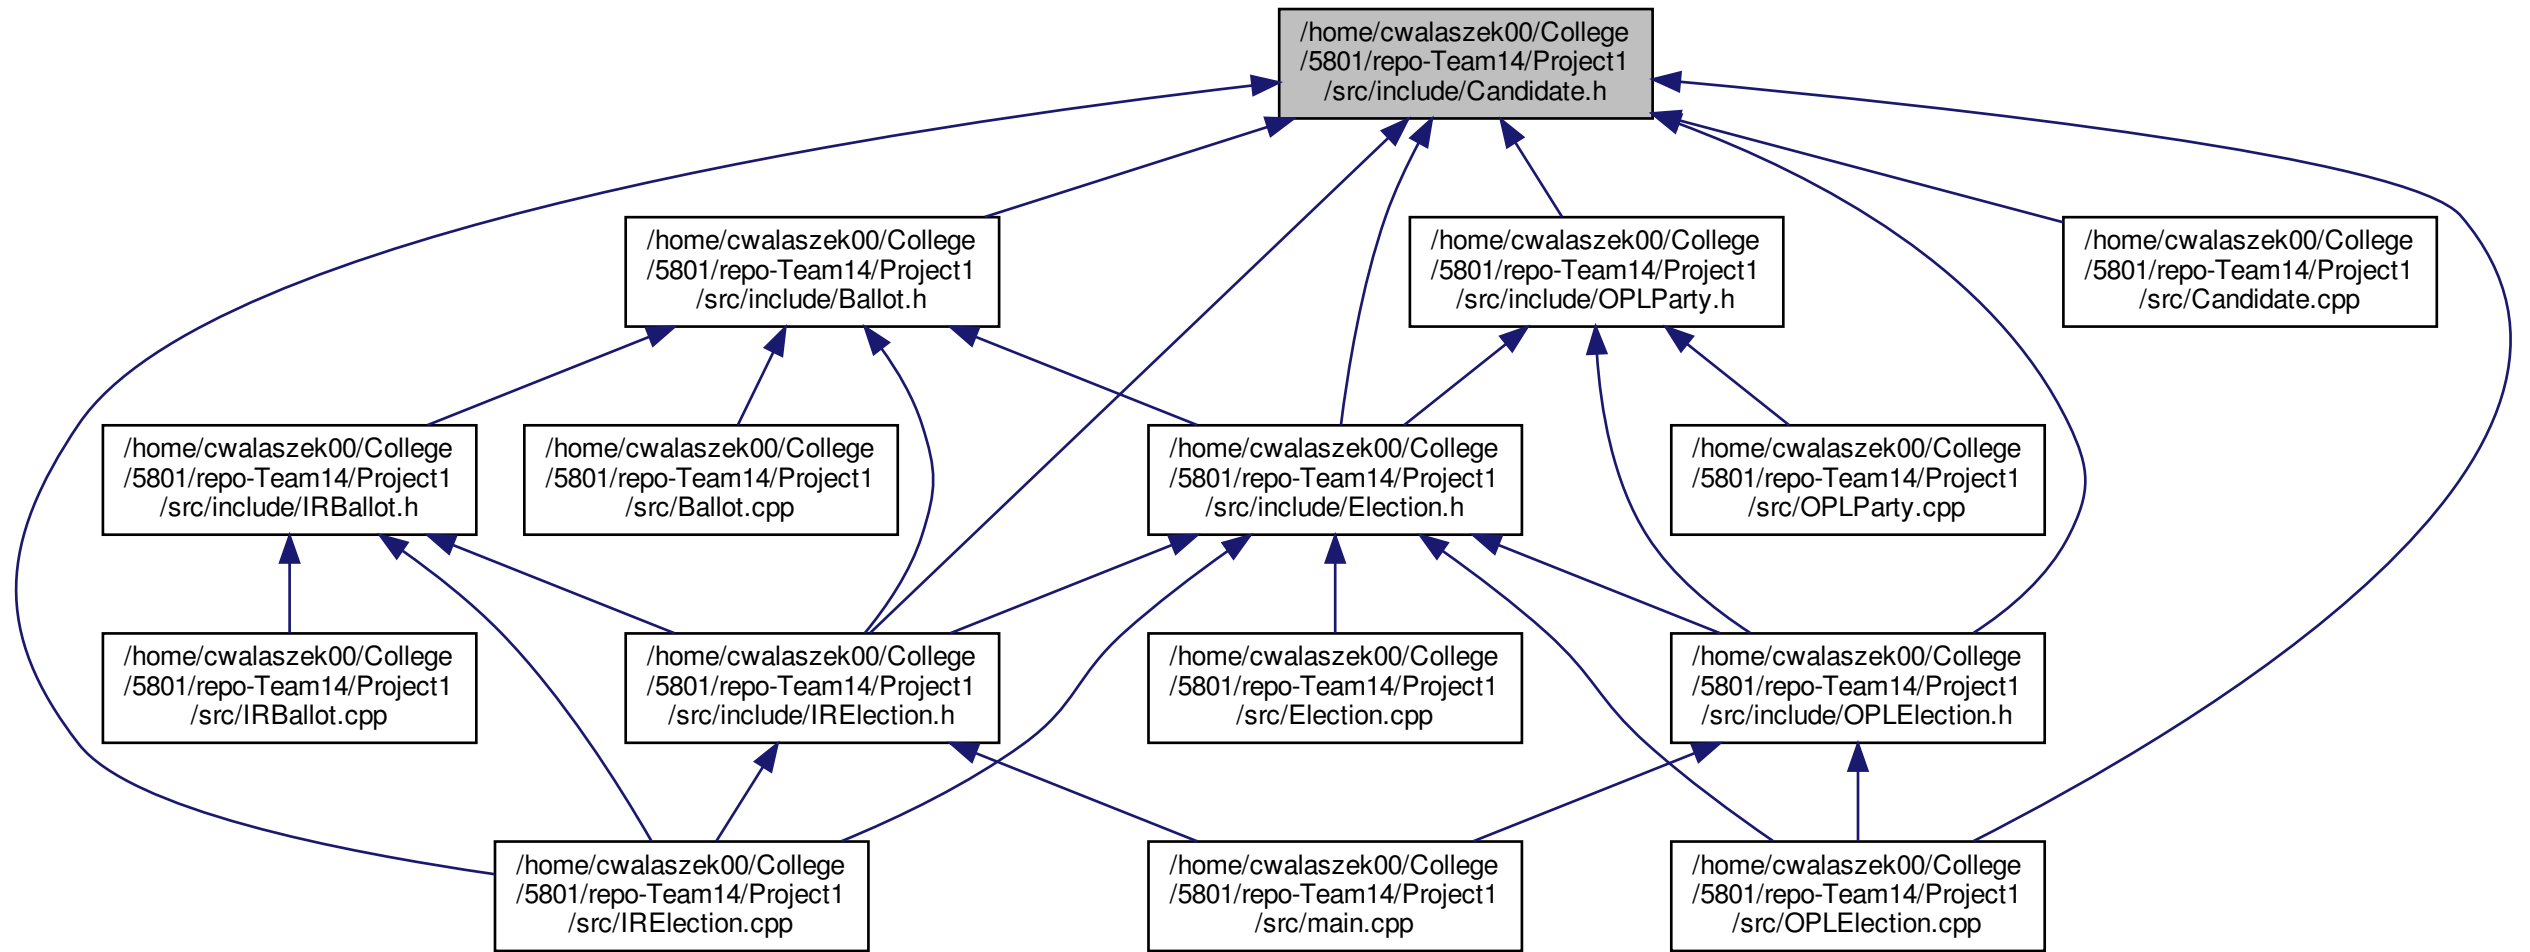 /home/cwalaszek00/College
/5801/repo-Team14/Project1
/src/include/Candidate.h
/home/cwalaszek00/College
/5801/repo-Team14/Project1
/src/include/Ballot.h
/home/cwalaszek00/College
/5801/repo-Team14/Project1
/src/include/OPLParty.h
/home/cwalaszek00/College
/5801/repo-Team14/Project1
/src/Candidate.cpp
/home/cwalaszek00/College
/5801/repo-Team14/Project1
/src/include/IRBallot.h
/home/cwalaszek00/College
/5801/repo-Team14/Project1
/src/Ballot.cpp
/home/cwalaszek00/College
/5801/repo-Team14/Project1
/src/include/Election.h
/home/cwalaszek00/College
/5801/repo-Team14/Project1
/src/OPLParty.cpp
/home/cwalaszek00/College
/5801/repo-Team14/Project1
/src/IRBallot.cpp
/home/cwalaszek00/College
/5801/repo-Team14/Project1
/src/include/IRElection.h
/home/cwalaszek00/College
/5801/repo-Team14/Project1
/src/Election.cpp
/home/cwalaszek00/College
/5801/repo-Team14/Project1
/src/include/OPLElection.h
/home/cwalaszek00/College
/5801/repo-Team14/Project1
/src/IRElection.cpp
/home/cwalaszek00/College
/5801/repo-Team14/Project1
/src/main.cpp
/home/cwalaszek00/College
/5801/repo-Team14/Project1
/src/OPLElection.cpp